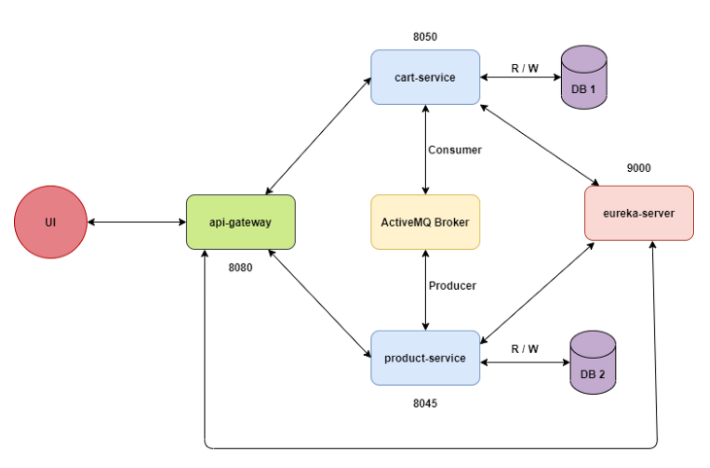 8050
cart-service
R / W
DB 1
Consumer
9000
UI
api-gateway
ActiveMQ Broker
eureka-server
8080
Producer
product-service
R / W
DB 2
8045